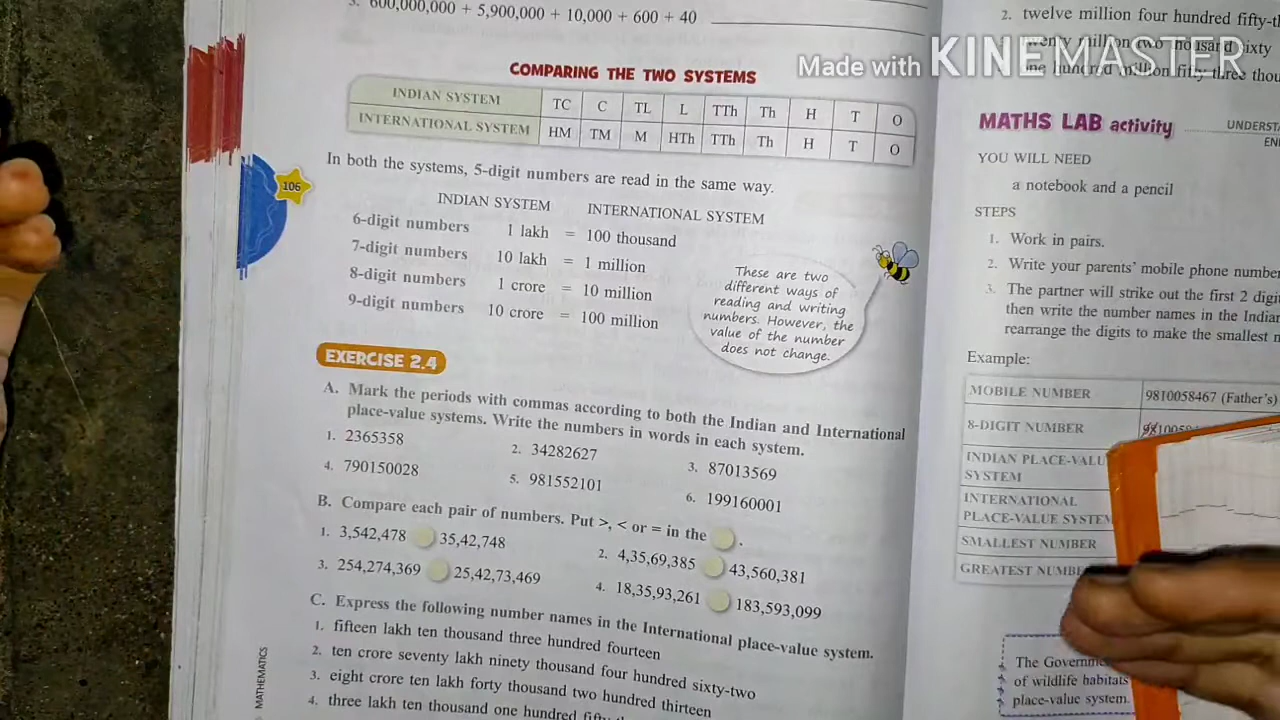 3. 600,000,000 + 5,900,000 + 10,000 + 600 + 40
COMPARING THE TWO SYSTEMS
INDIAN SYSTEM TC C TL L TTh Th H T O
INTERNATIONAL SYSTEM HM TM M HTh TTh Th H T O
In both the systems, 5-digit numbers are read in the same way.
106
INDIAN SYSTEM INTERNATIONAL SYSTEM
6-digit numbers 1 lakh = 100 thousand
7-digit numbers 10 lakh = 1 million
8-digit numbers 1 crore = 10 million
9-digit numbers 10 crore = 100 million
These are two
different ways of
reading and writing
numbers. However, the
value of the number
does not change.
EXERCISE 2.4
A. Mark the periods with commas according to both the Indian and International
place-value systems. Write the numbers in words in each system.
1. 2365358 2. 34282627 3. 87013569
4. 790150028 5. 981552101 6. 199160001
B. Compare each pair of numbers. Put >, < or = in the .
1. 3,542,478 35,42,748 2. 4,35,69,385 43,560,381
3. 254,274,369 25,42,73,469 4. 18,35,93,261 183,593,099
C. Express the following number names in the International place-value system.
1. fifteen lakh ten thousand three hundred fourteen
2. ten crore seventy lakh ninety thousand four hundred sixty-two
3. eight crore ten lakh forty thousand two hundred thirteen
4. three lakh ten thousand one hundred
MATHEMATICS
Made with KINEMASTER
2. twelve million four hundred
million two thousand sixty
one hundred million fifty three
MATHS LAB activity
YOU WILL NEED
a notebook and a pencil
STEPS
1. Work in pairs.
2. Write your parents' mobile phone
3. The partner will strike out the first 2
then write the number names in the
rearrange the digits to make the smallest
Example:
MOBILE NUMBER 9810058467 (Father's)
8-DIGIT NUMBER
INDIAN
SYSTEM
INTERNATIONAL
PLACE-VALUE
SMALLEST NUMBER
GREATEST
The
of wildlife habitats
place-value system.